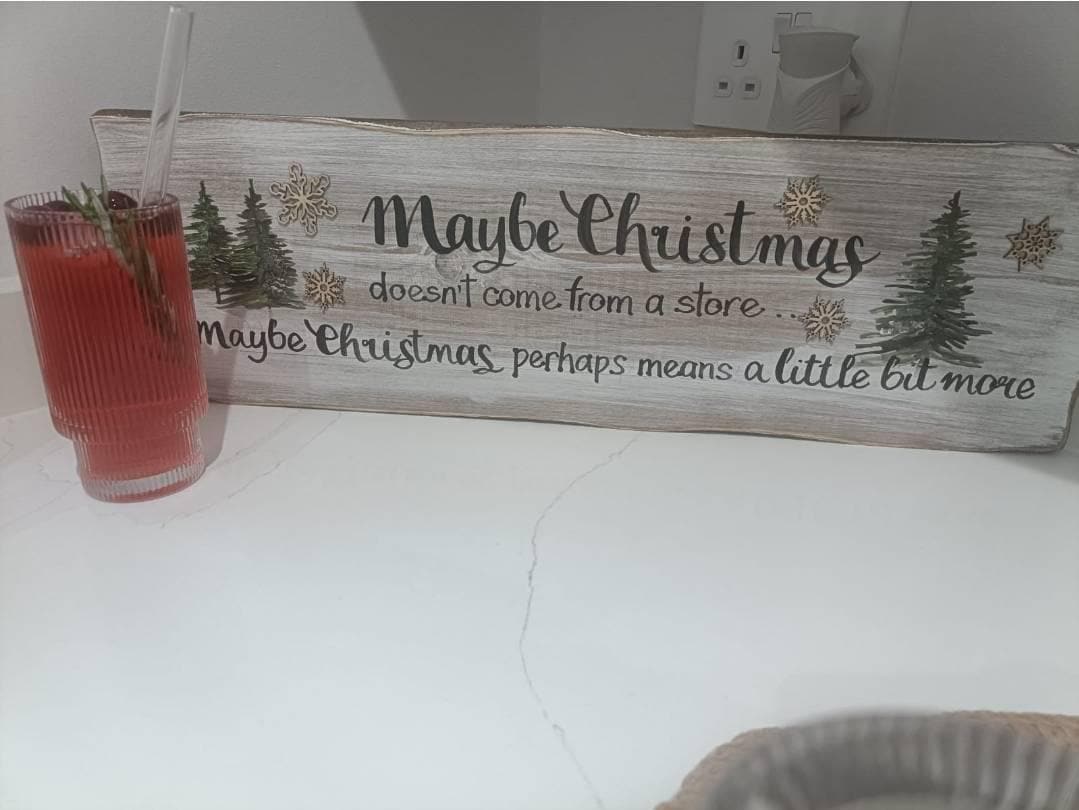 Maybe Christmas
doesn't come from a store...
Maybe Christmas perhaps means a little bit more